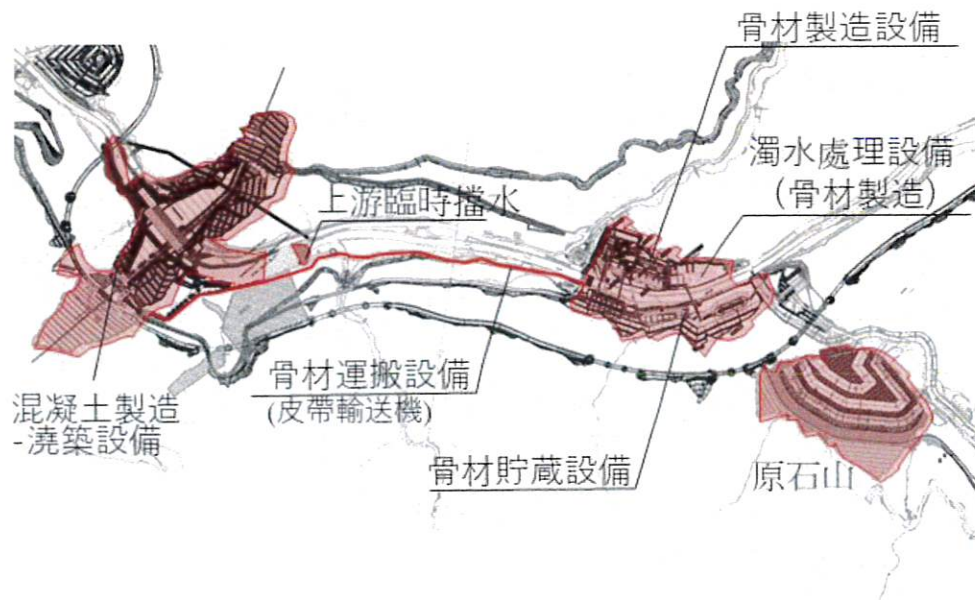 骨材製造設備
濁水處理設備
(骨材製造)
上游臨時擋水
骨材運搬設備
(皮帶輸送機)
混凝土製造
-澆築設備
骨材貯蔵設備
原石山